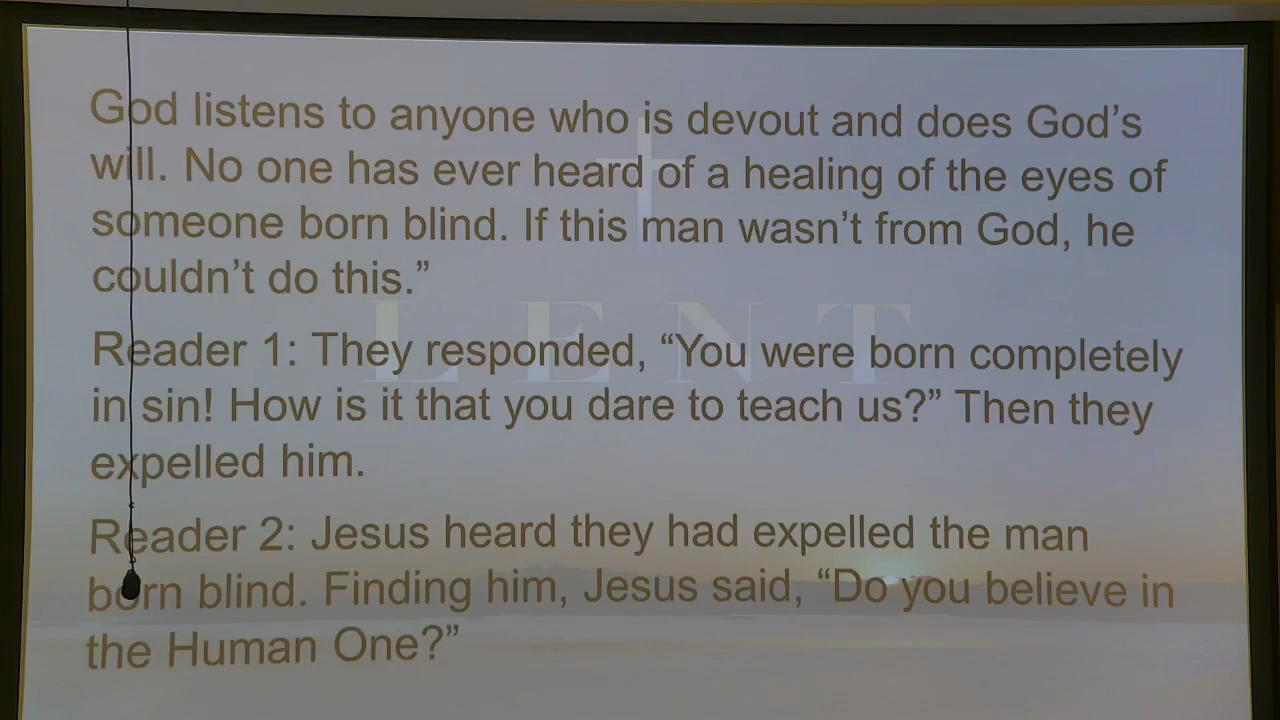 God listens to anyone who is devout and does God’s
will. No one has ever heard of a healing of the eyes of
someone born blind. If this man wasn’t from God, he
couldn’t do this.”
LENT
Reader 1: They responded, “You were born completely
in sin! How is it that you dare to teach us?” Then they
expelled him.
Reader 2: Jesus heard they had expelled the man
born blind. Finding him, Jesus said, “Do you believe in
the Human One?”